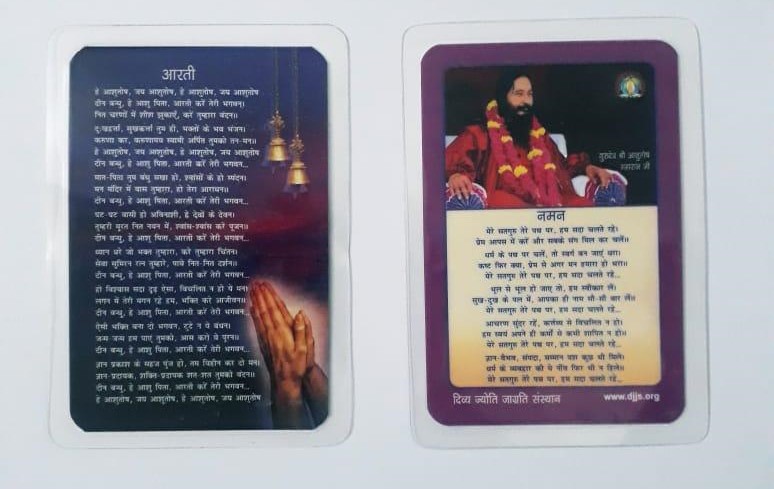 आरती
हे आशुतोष, जय आशुतोष, हे आशुतोष, जय आशुतोष
दीन बन्धु, हे आशु पिता, आरती करें तेरी भगवन्।
नित चरणों में शीश झुकाएँ, करें तुम्हारा वंदन॥
दुःखहर्ता, सुखकर्ता तुम ही, भक्तों के भव भंजन।
करुणा कर, करुणामय स्वामी अर्पित तुमको तन-मन॥
हे आशुतोष, जय आशुतोष, हे आशुतोष, जय आशुतोष
दीन बन्धु, हे आशु पिता, आरती करें तेरी भगवन...
मात-पिता तुम बंधु सखा हो, श्वांसों के हो स्पंदन।
मन मंदिर में वास तुम्हारा, हो तेरा आराधन॥
दीन बन्धु, हे आशु पिता, आरती करें तेरी भगवन...
घट-घट वासी हो अविनाशी, हे देवों के देवन।
तुम्हरी मूरत नित नयन में, श्वांस-श्वांस करें पूजन॥
दीन बन्धु, हे आशु पिता, आरती करें तेरी भगवन...
ध्यान धरें जो भक्त तुम्हारा, करें तुम्हारा चिंतन।
सेवा सुमिरन रत्न तुम्हारे, पावें नित-नित दर्शन॥
दीन बन्धु, हे आशु पिता, आरती करें तेरी भगवन...
हो विश्वास सदा दृढ़ ऐसा, विचलित न हो ये मन।
लगन में तेरी मगन रहें हम, भक्ति करें आजीवन॥
दीन बन्धु, हे आशु पिता, आरती करें तेरी भगवन...
ऐसी भक्ति बना दो भगवन, टूटे न ये बंधन।
जन्म जन्म हम पाएं तुमको, आस करो ये पूरन॥
दीन बन्धु, हे आशु पिता, आरती करें तेरी भगवन...
ज्ञान प्रकाश के सहज पुंज हो, तम विहीन कर दो मन।
ज्ञान-प्रदायक, शक्ति-प्रदायक शत-शत तुमको वंदन॥
दीन बन्धु, हे आशु पिता, आरती करें तेरी भगवन...
हे आशुतोष, जय आशुतोष, हे आशुतोष, जय आशुतोष
गुरुदेव श्री आशुतोष
महाराज जी
नमन
मेरे सतगुरु तेरे पथ पर, हम सदा चलते रहें।
प्रेम आपस में करें और सबके संग मिल कर चलें॥
धर्म के पथ पर चलें, तो स्वर्ग बन जाएं धरा।
कष्ट फिर क्या, प्रेम से अगर मन हमारा हो भरा॥
मेरे सतगुरु तेरे पथ पर, हम सदा चलते रहें...
भूल से भूल हो जाए तो, हम स्वीकार लें।
सुख-दुख के पल में, आपका ही नाम सौ-सौ बार लें॥
मेरे सतगुरु तेरे पथ पर, हम सदा चलते रहें...
आचरण सुंदर रहें, कर्तव्य से विचलित न हो।
हम स्वयं अपने ही कर्मो से कभी शापित न हो॥
मेरे सतगुरु तेरे पथ पर, हम सदा चलते रहें...
ज्ञान-वैभव, संपदा, सम्मान यश कुछ भी मिले।
धर्म के व्यवहार की ये नींव फिर भी न हिले॥
मेरे सतगुरु तेरे पथ पर, हम सदा चलते रहें...
दिव्य ज्योति जाग्रति संस्थान
www.djjs.org